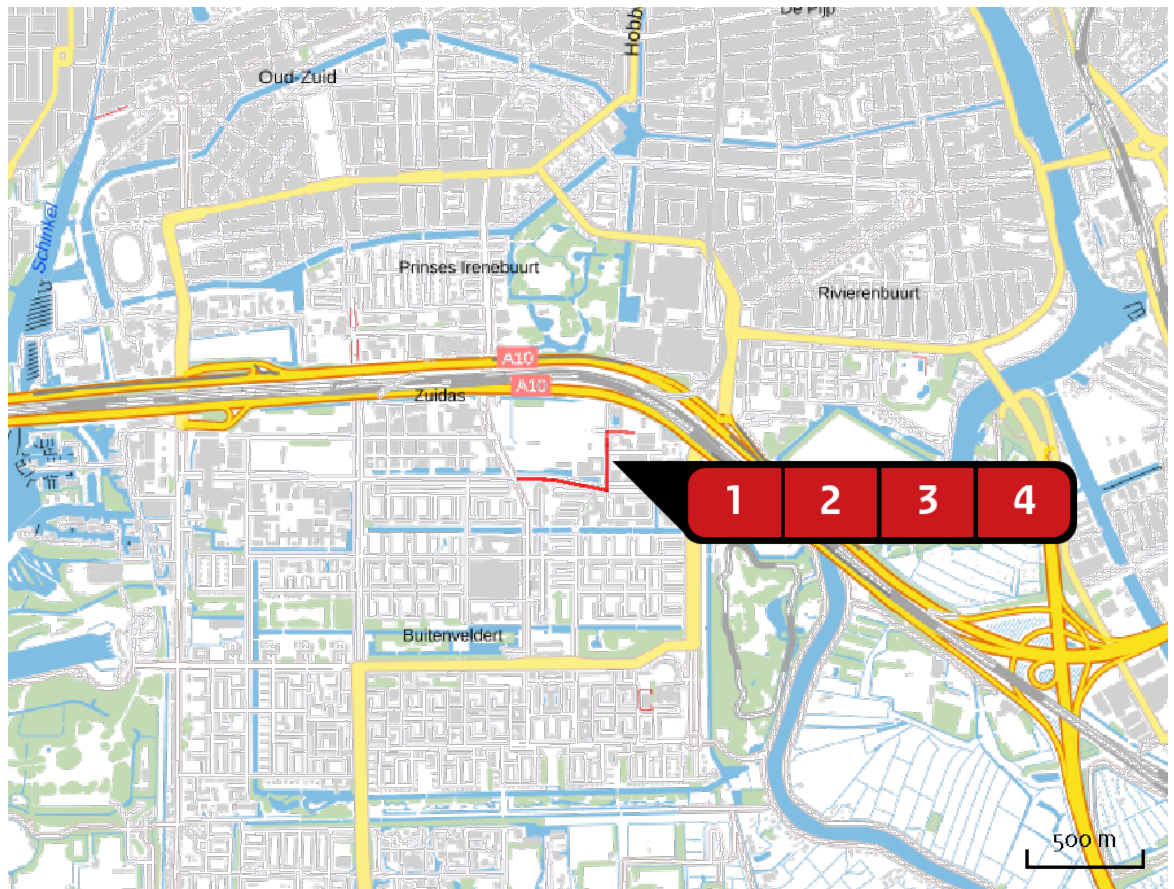 De Pijp
Hobb
Oud-Zuid
Schinkel
Prinses Irenebuurt
Rivierenbuurt
A10
A10
Zuidas
1 2 3 4
Buitenveldert
500 m